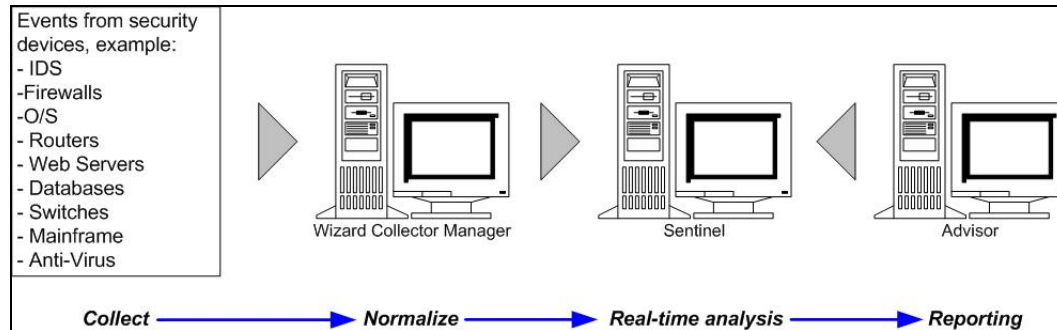 Events from security
devices, example:
- IDS
-Firewalls
-O/S
- Routers
- Web Servers
- Databases
- Switches
- Mainframe
- Anti-Virus
Wizard Collector Manager
Sentinel
Advisor
Collect
Normalize
Real-time analysis
Reporting